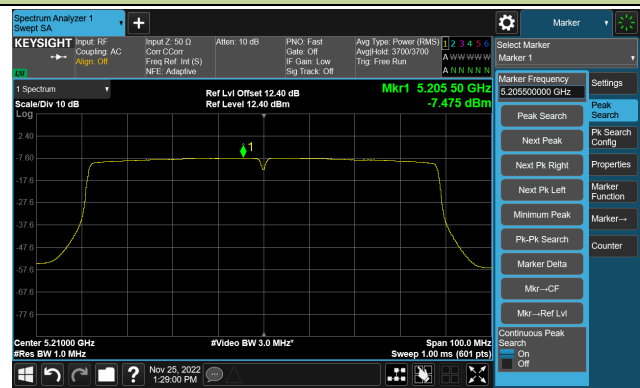 Spectrum Analyzer 1
Swept SA
Marker
KEYSIGHT
Input: RF
Coupling: AC
Align: Off
Input Z: 50 Ω
Corr CCorr
Freq Ref: Int (S)
NFE: Adaptive
Atten: 10 dB
PNO: Fast
Gate: Off
IF Gain: Low
Sig Track: Off
Avg Type: Power (RMS)
Avg|Hold: 3700/3700
Trig: Free Run
1 2 3 4 5 6
A W W W W W
A N N N N N
Select Marker
Marker 1
1 Spectrum
Scale/Div 10 dB
Ref Lvl Offset 12.40 dB
Ref Level 12.40 dBm
Mkr1 5.205 50 GHz
-7.475 dBm
Log
2.40
-7.60
-17.6
-27.6
-37.6
-47.6
-57.6
-67.6
-77.6
1
Center 5.21000 GHz
#Res BW 1.0 MHz
#Video BW 3.0 MHz*
Span 100.0 MHz
Sweep 1.00 ms (601 pts)
Marker Frequency
5.205500000 GHz
Peak Search
Next Peak
Next Pk Right
Next Pk Left
Minimum Peak
Pk-Pk Search
Marker Delta
Mkr→CF
Mkr→Ref Lvl
Continuous Peak
Search
On
Off
Settings
Peak
Search
Pk Search
Config
Properties
Marker
Function
Marker→
Counter
?
Nov 25, 2022
1:29:00 PM